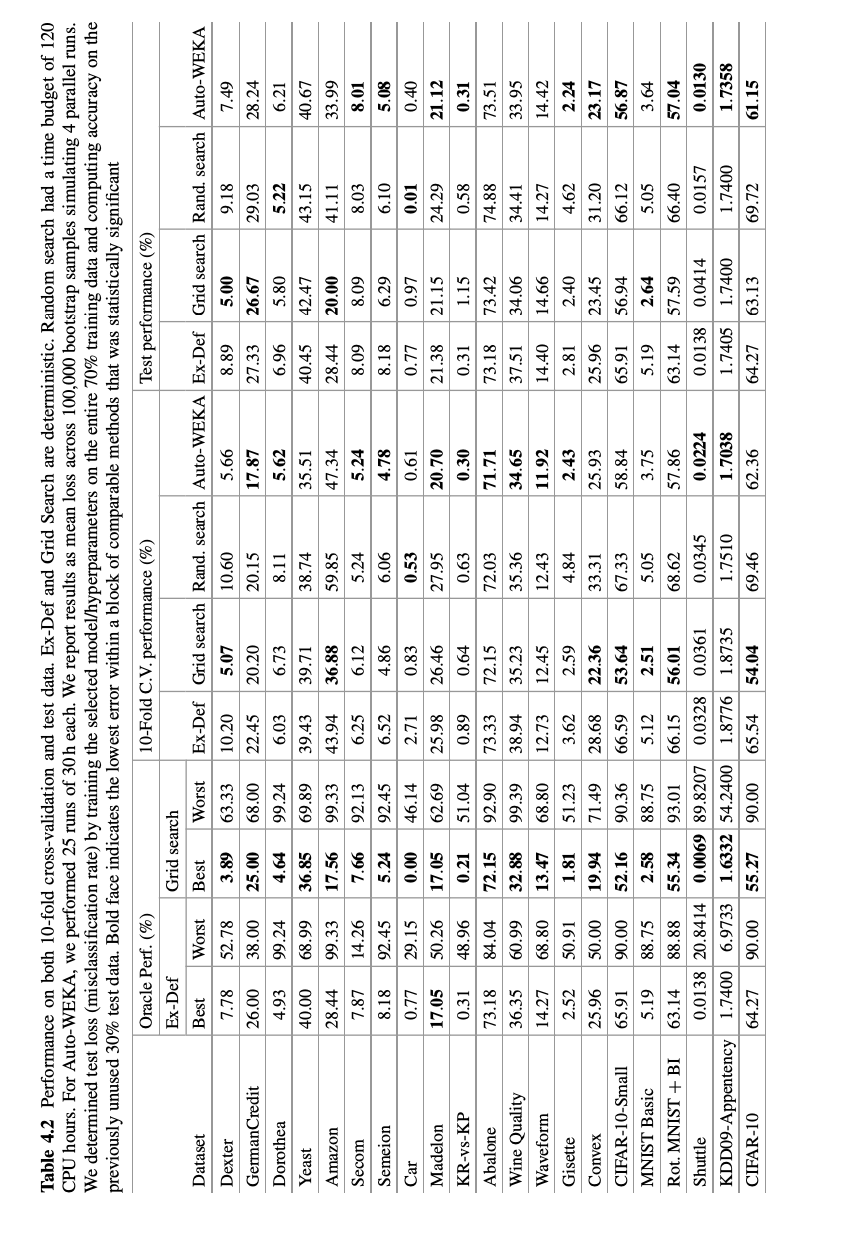 Table 4.2 Performance on both 10-fold cross-validation and test data. Ex-Def and Grid Search are deterministic. Random search had a time budget of 120
CPU hours. For Auto-WEKA, we performed 25 runs of 30 h each. We report results as mean loss across 100,000 bootstrap samples simulating 4 parallel runs.
We determined test loss (misclassification rate) by training the selected model/hyperparameters on the entire 70% training data and computing accuracy on the
previously unused 30% test data. Bold face indicates the lowest error within a block of comparable methods that was statistically significant
Oracle Perf. (%) 10-Fold C.V. performance (%) Test performance (%)
Ex-Def Grid search
Dataset Best Worst Best Worst Ex-Def Grid search Rand. search Auto-WEKA Ex-Def Grid search Rand. search Auto-WEKA
Dexter 7.78 52.78 3.89 63.33 10.20 5.07 10.60 5.66 8.89 5.00 9.18 7.49
GermanCredit 26.00 38.00 25.00 68.00 22.45 20.20 20.15 17.87 27.33 26.67 29.03 28.24
Dorothea 4.93 99.24 4.64 99.24 6.03 6.73 8.11 5.62 6.96 5.80 5.22 6.21
Yeast 40.00 68.99 36.85 69.89 39.43 39.71 38.74 35.51 40.45 42.47 43.15 40.67
Amazon 28.44 99.33 17.56 99.33 43.94 36.88 59.85 47.34 28.44 20.00 41.11 33.99
Secom 7.87 14.26 7.66 92.13 6.25 6.12 5.24 5.24 8.09 8.09 8.03 8.01
Semeion 8.18 92.45 5.24 92.45 6.52 4.86 6.06 4.78 8.18 6.29 6.10 5.08
Car 0.77 29.15 0.00 46.14 2.71 0.83 0.53 0.61 0.77 0.97 0.01 0.40
Madelon 17.05 50.26 17.05 62.69 25.98 26.46 27.95 20.70 21.38 21.15 24.29 21.12
KR-vs-KP 0.31 48.96 0.21 51.04 0.89 0.64 0.63 0.30 0.31 1.15 0.58 0.31
Abalone 73.18 84.04 72.15 92.90 73.33 72.15 72.03 71.71 73.18 73.42 74.88 73.51
Wine Quality 36.35 60.99 32.88 99.39 38.94 35.23 35.36 34.65 37.51 34.06 34.41 33.95
Waveform 14.27 68.80 13.47 68.80 12.73 12.45 12.43 11.92 14.40 14.66 14.27 14.42
Gisette 2.52 50.91 1.81 51.23 3.62 2.59 4.84 2.43 2.81 2.40 4.62 2.24
Convex 25.96 50.00 19.94 71.49 28.68 22.36 33.31 25.93 25.96 23.45 31.20 23.17
CIFAR-10-Small 65.91 90.00 52.16 90.36 66.59 53.64 67.33 58.84 65.91 56.94 66.12 56.87
MNIST Basic 5.19 88.75 2.58 88.75 5.12 2.51 5.05 3.75 5.19 2.64 5.05 3.64
Rot. MNIST + BI 63.14 88.88 55.34 93.01 66.15 56.01 68.62 57.86 63.14 57.59 66.40 57.04
Shuttle 0.0138 20.8414 0.0069 89.8207 0.0328 0.0361 0.0345 0.0224 0.0138 0.0414 0.0157 0.0130
KDD09-Appentency 1.7400 6.9733 1.6332 54.2400 1.8776 1.8735 1.7510 1.7038 1.7405 1.7400 1.7400 1.7358
CIFAR-10 64.27 90.00 55.27 90.00 65.54 54.04 69.46 62.36 64.27 63.13 69.72 61.15